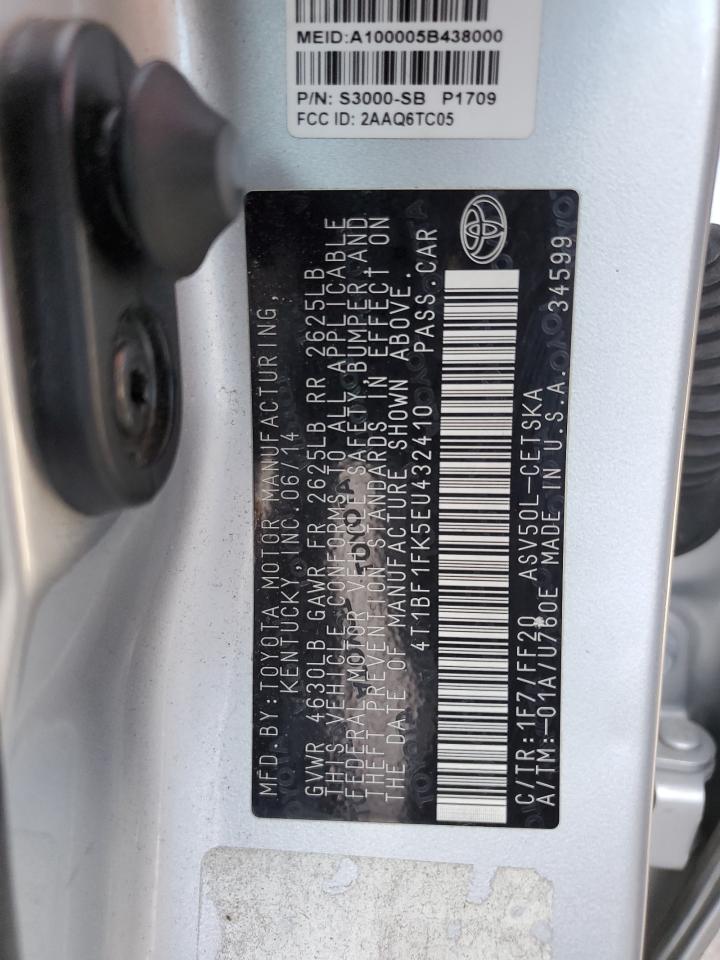 MEID:A100005B438000
P/N: S3000-SB P1709
FCC ID: 2AAQ6TC05
MFD.BY:TOYOTA MOTOR MANUFACTURING,
KENTUCKY,INC.06/14
GVWR 4630LB GAWR FR 2625LB RR 2625LB
THIS VEHICLE CONFORMS TO ALL APPLICABLE
FEDERAL MOTOR VEHICLE SAFETY,BUMPER,AND
THEFT PREVENTION STANDARDS IN EFFECT ON
THE DATE OF MANUFACTURE SHOWN ABOVE.
4T1BF1FK5EU432410 PASS.CAR
C/TR:1F7/FF20 ASV50L-CETSKA
A/TM:-01A/U760E MADE IN U.S.A. 34599